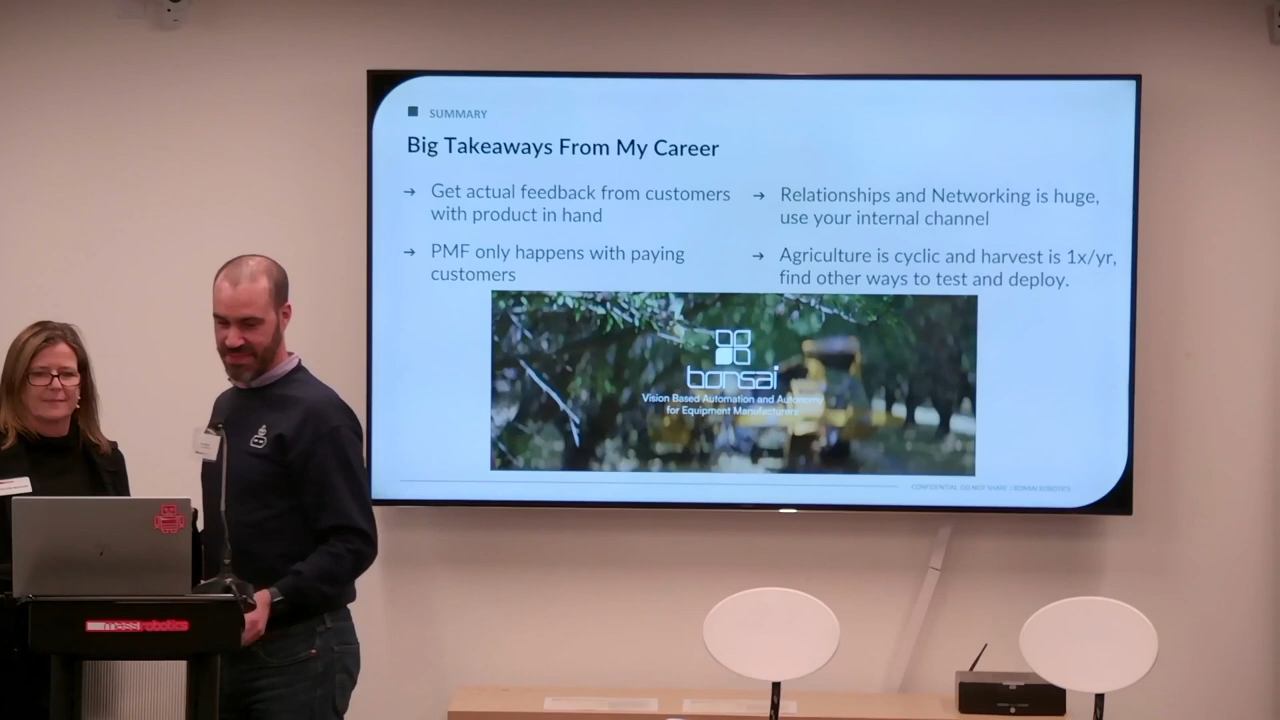 SUMMARY
Big Takeaways From My Career
→ Get actual feedback from customers
with product in hand
→ PMF only happens with paying
customers
→ Relationships and Networking is huge,
use your internal channel
→ Agriculture is cyclic and harvest is 1x/yr,
find other ways to test and deploy.
bonsai
Vision Based Automation and Autonomy
for Equipment Manufacturers
CONFIDENTIAL DO NOT SHARE | BONSAI ROBOTICS
massrobotics